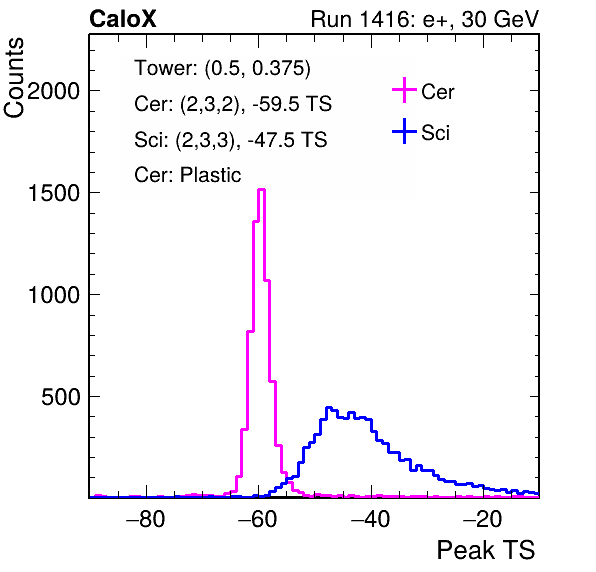 CaloX Run 1416: e+, 30 GeV
Counts
Tower: (0.5, 0.375)
Cer: (2,3,2), -59.5 TS
Sci: (2,3,3), -47.5 TS
Cer: Plastic
Cer
Sci
2000
1500
1000
500
−80 −60 −40 −20
Peak TS